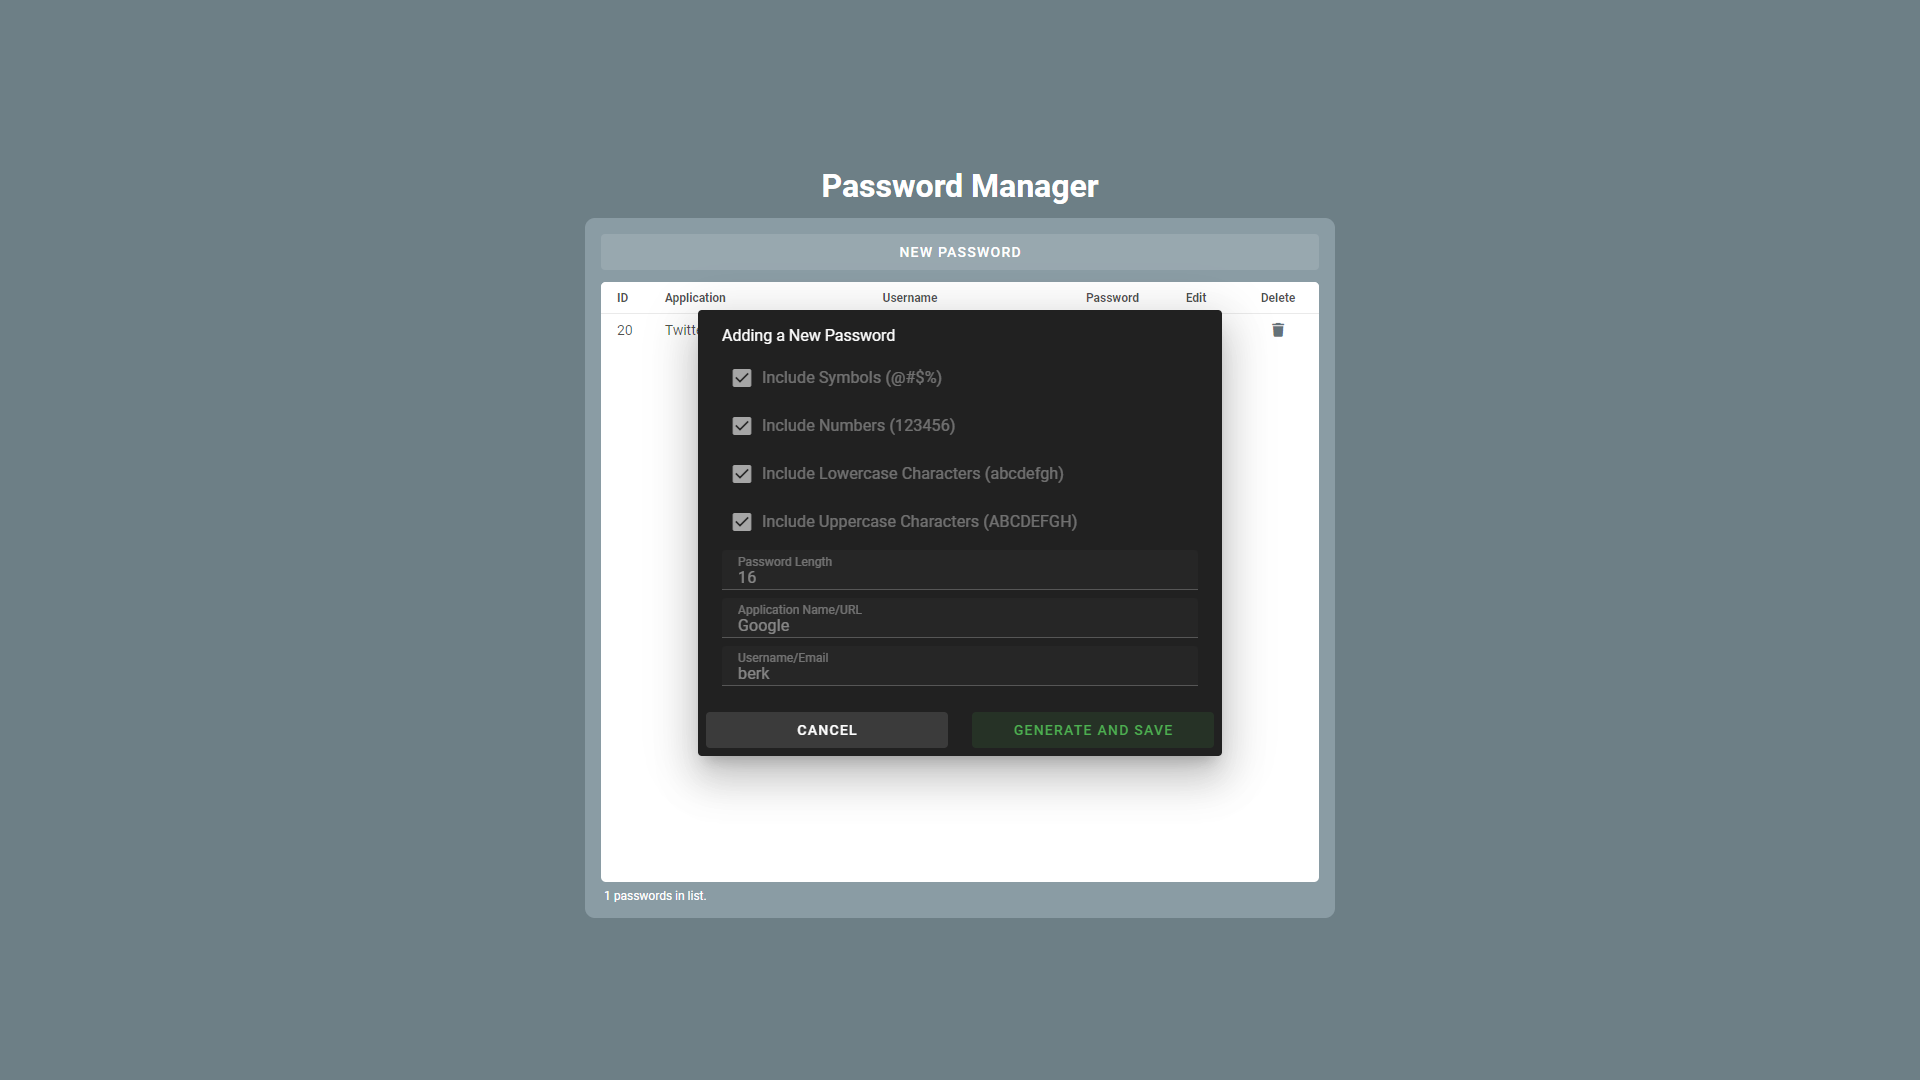 Password Manager
NEW PASSWORD
ID Application Username Password Edit Delete
20
Adding a New Password
Include Symbols (@#$%)
Include Numbers (123456)
Include Lowercase Characters (abcdefgh)
Include Uppercase Characters (ABCDEFGH)
Password Length
16
Application Name/URL
Google
Username/Email
berk
CANCEL GENERATE AND SAVE
1 passwords in list.